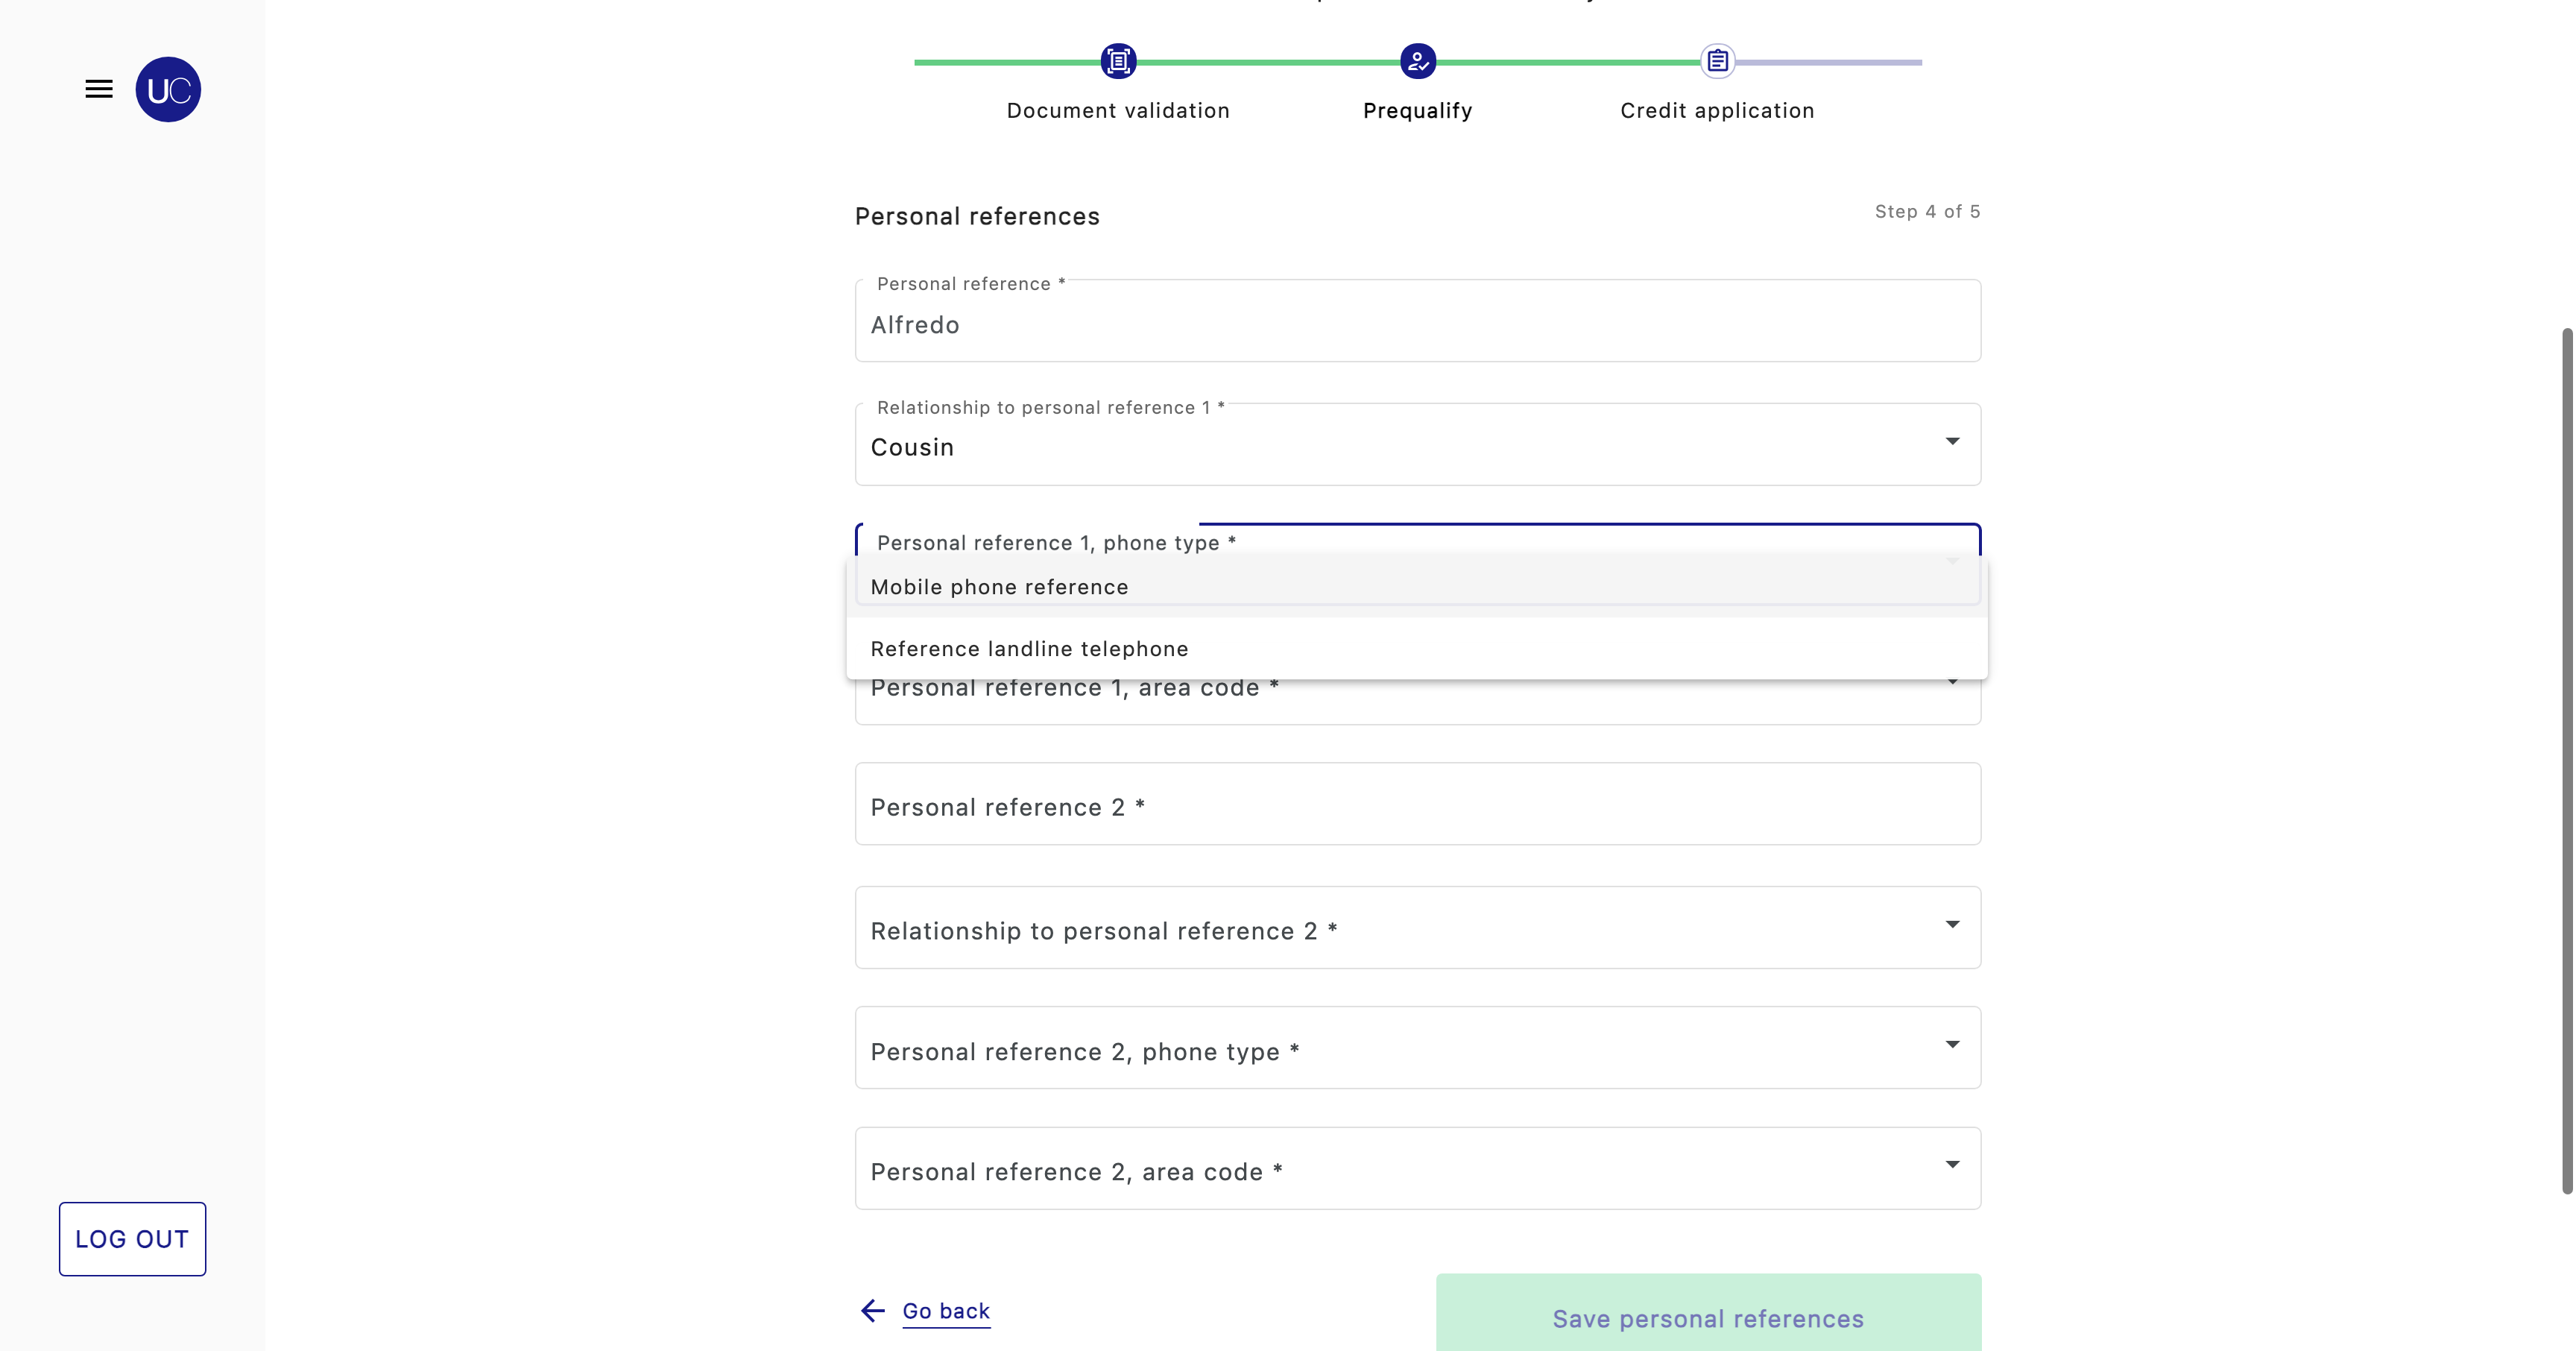 UC
Document validation
Prequalify
Credit application
Personal references
Step 4 of 5
Personal reference *
Alfredo
Relationship to personal reference 1 *
Cousin
Personal reference 1, phone type *
Mobile phone reference
Reference landline telephone
Personal reference 1, area code *
Personal reference 2 *
Relationship to personal reference 2 *
Personal reference 2, phone type *
Personal reference 2, area code *
LOG OUT
Go back
Save personal references